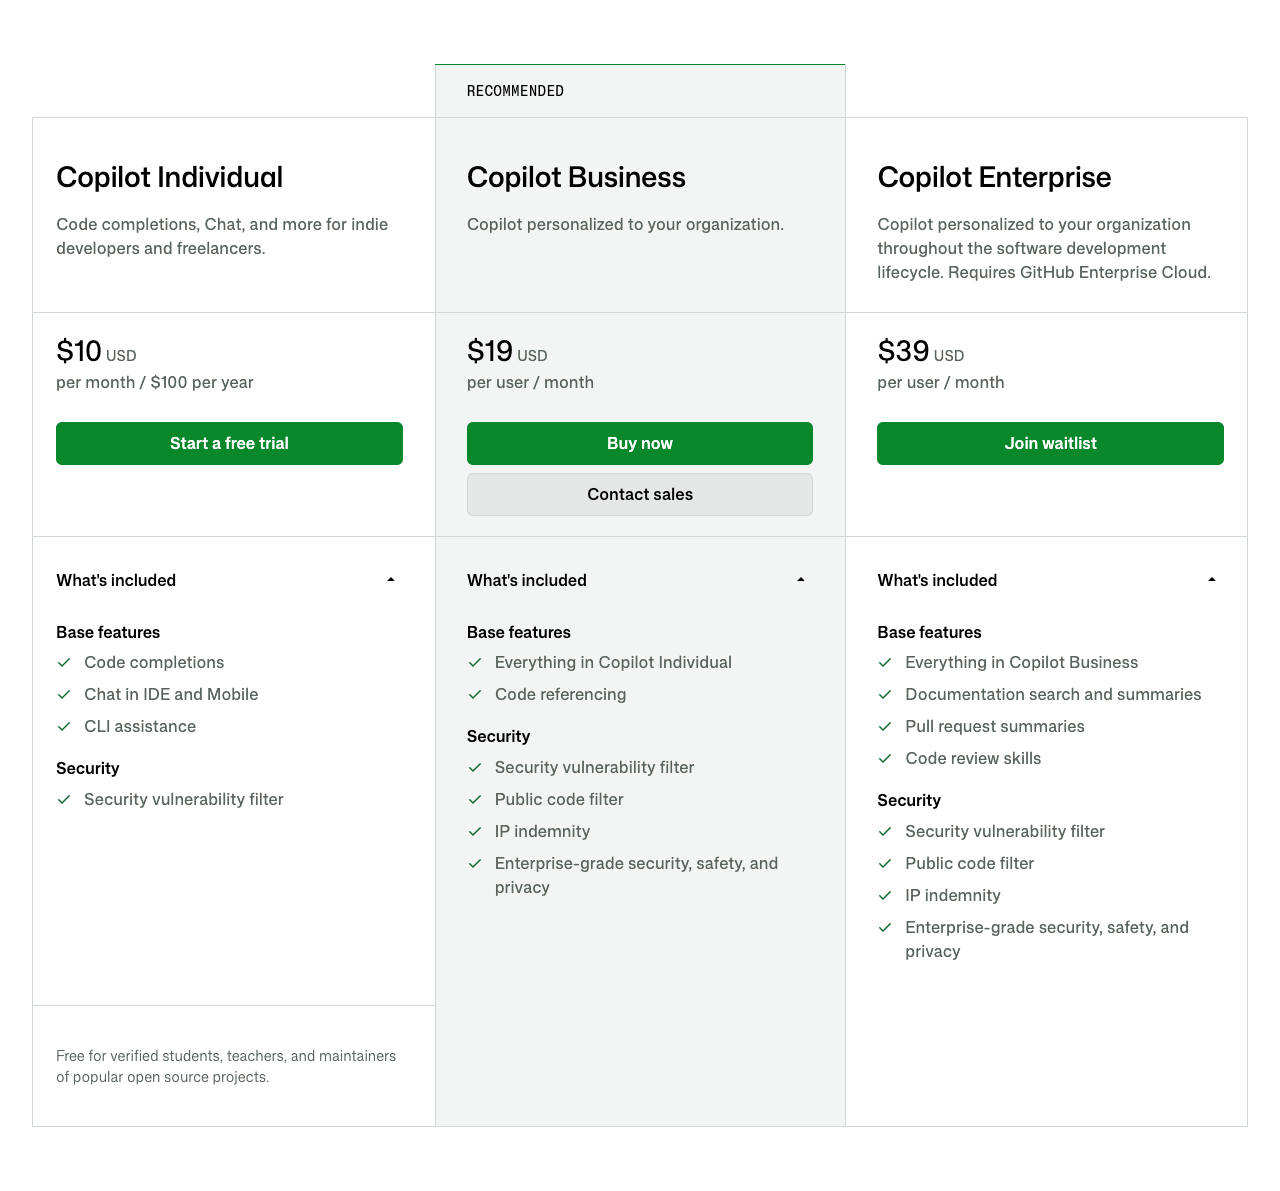 RECOMMENDED
Copilot Individual
Code completions, Chat, and more for indie
developers and freelancers.
$10 USD
per month / $100 per year
Start a free trial
What's included
Base features
Code completions
Chat in IDE and Mobile
CLI assistance
Security
Security vulnerability filter
Free for verified students, teachers, and maintainers
of popular open source projects.
Copilot Business
Copilot personalized to your organization.
$19 USD
per user / month
Buy now
Contact sales
What's included
Base features
Everything in Copilot Individual
Code referencing
Security
Security vulnerability filter
Public code filter
IP indemnity
Enterprise-grade security, safety, and
privacy
Copilot Enterprise
Copilot personalized to your organization
throughout the software development
lifecycle. Requires GitHub Enterprise Cloud.
$39 USD
per user / month
Join waitlist
What's included
Base features
Everything in Copilot Business
Documentation search and summaries
Pull request summaries
Code review skills
Security
Security vulnerability filter
Public code filter
IP indemnity
Enterprise-grade security, safety, and
privacy